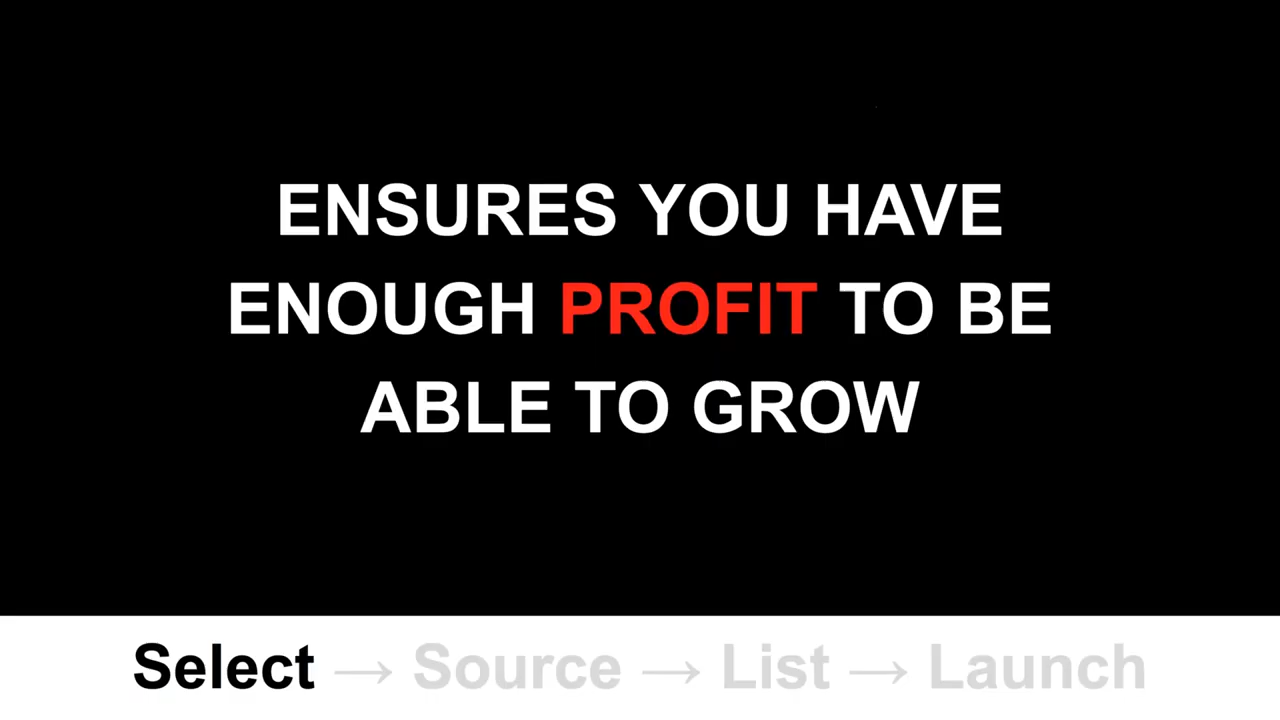 ENSURES YOU HAVE
ENOUGH PROFIT TO BE
ABLE TO GROW
Select → Source → List → Launch